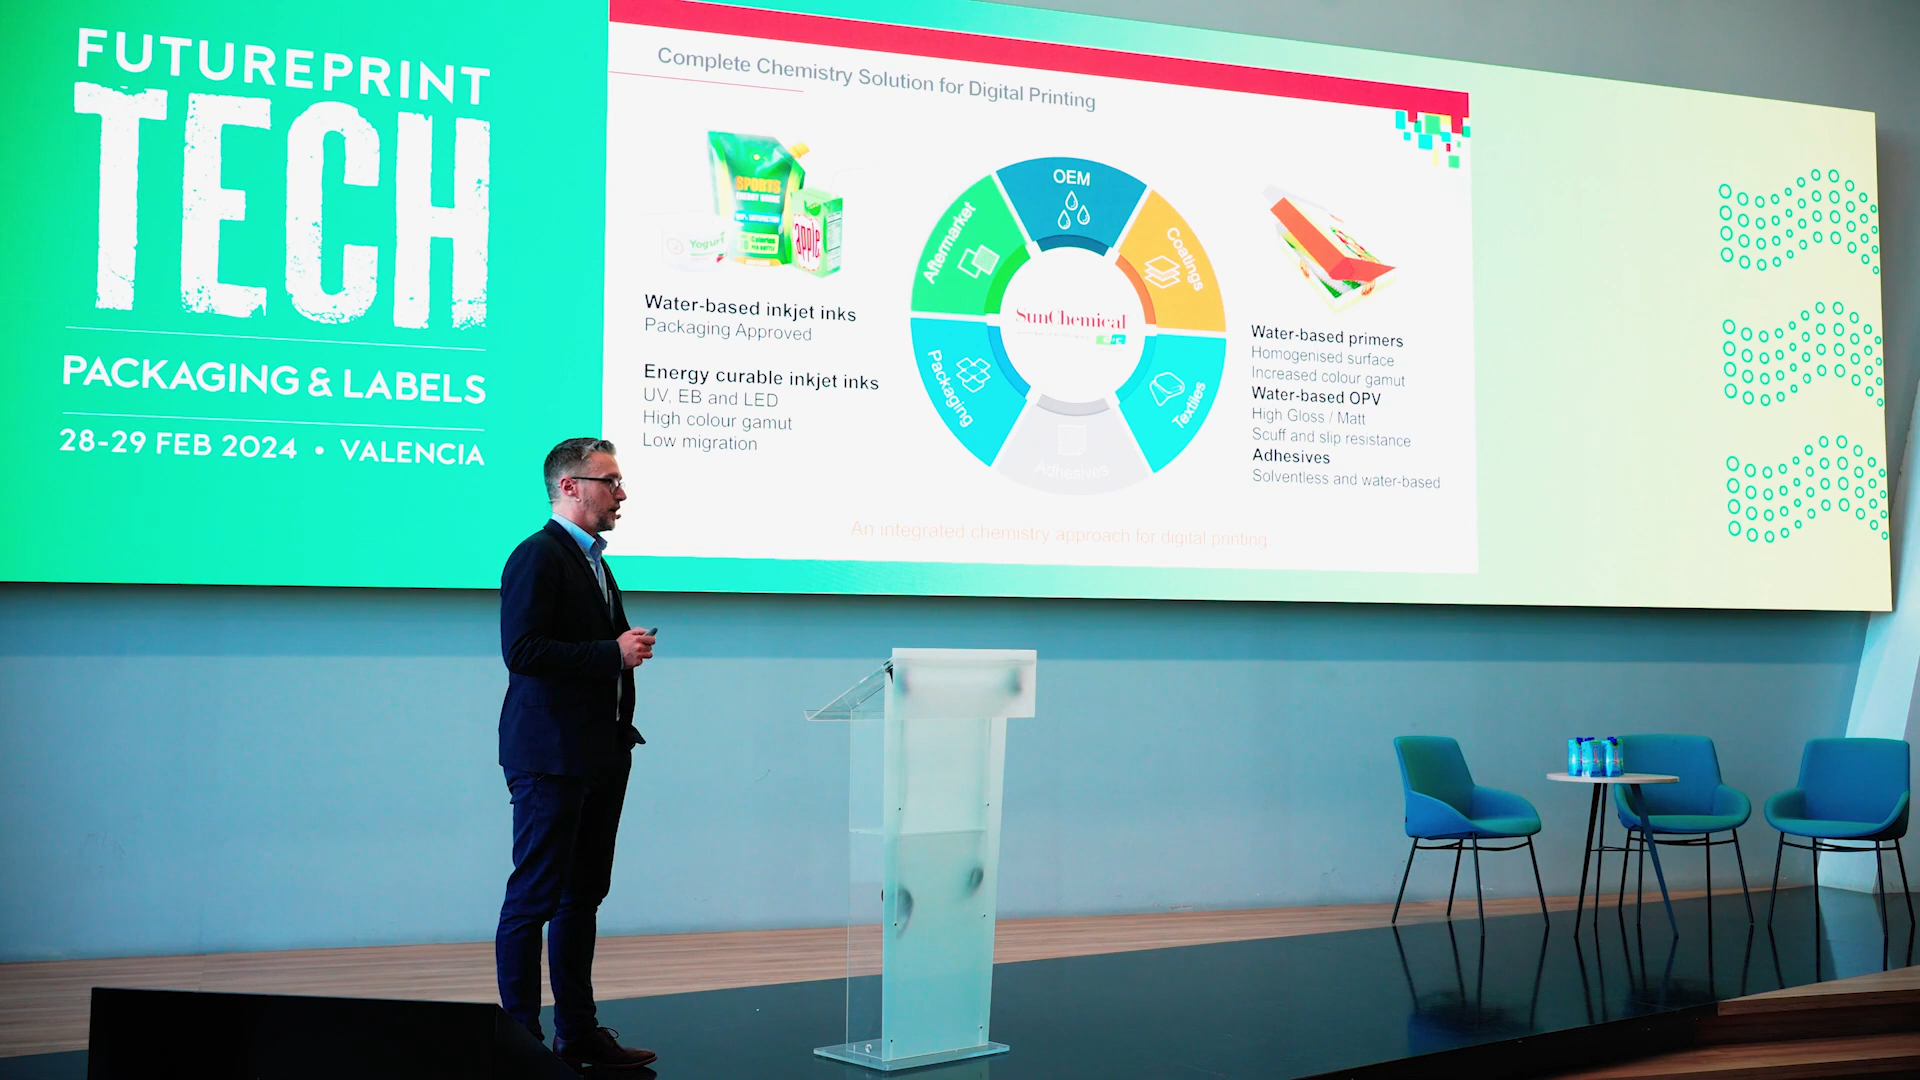 FUTUREPRINT
TECH
PACKAGING & LABELS
28-29 FEB 2024 • VALENCIA
Complete Chemistry Solution for Digital Printing
SPORTS
Yogurt
apple
Water-based inkjet inks
Packaging Approved
Energy curable inkjet inks
UV, EB and LED
High colour gamut
Low migration
OEM
Aftermarket
Coatings
SunChemical
Packaging
Textiles
Adhesives
Water-based primers
Homogenised surface
Increased colour gamut
Water-based OPV
High Gloss / Matt
Scuff and slip resistance
Adhesives
Solventless and water-based
An integrated chemistry approach for digital printing.